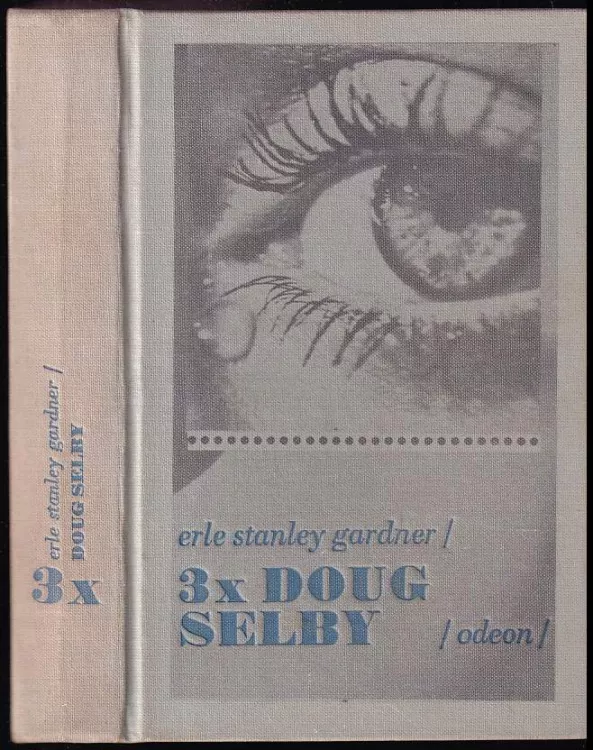 erle stanley gardner /
DOUG SELBY
3x
erle stanley gardner /
3x DOUG
SELBY
/ odeon /